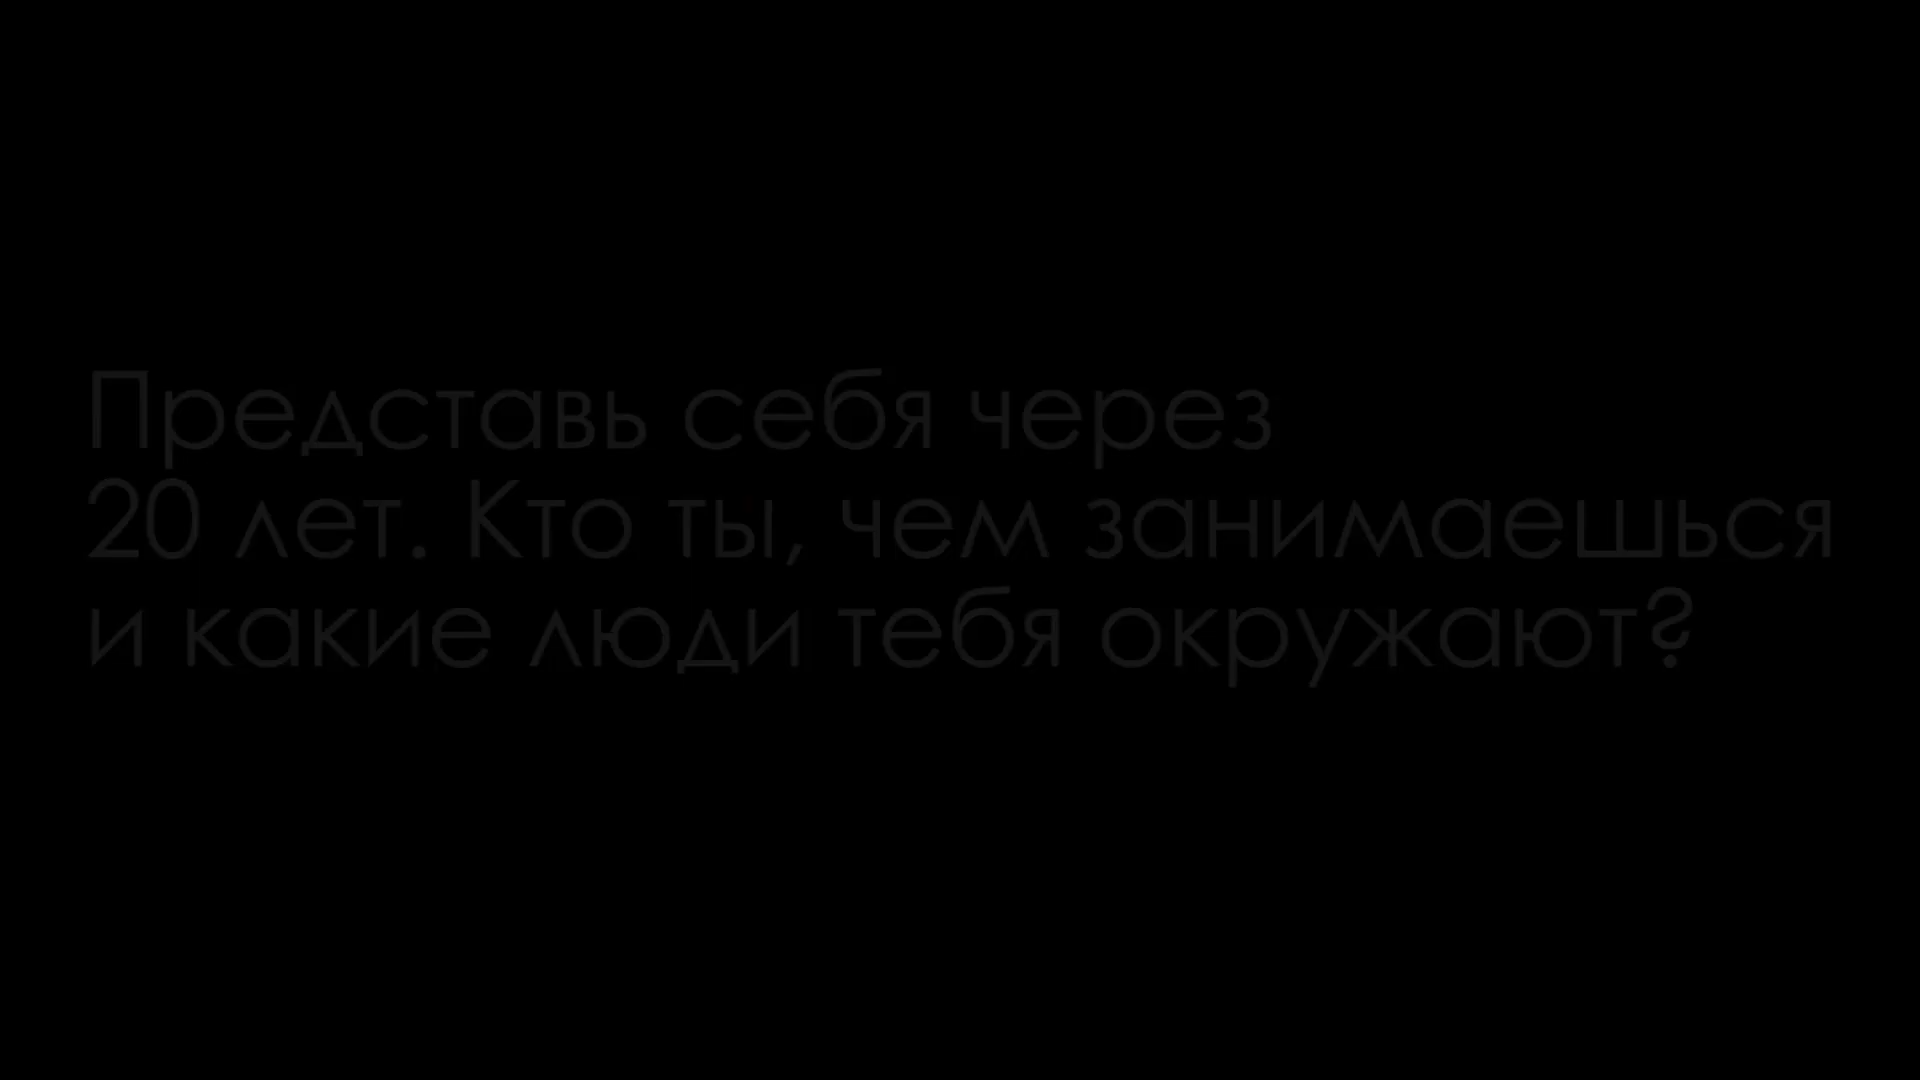 Представь себя через
20 лет. Кто ты, чем занимаешься
и какие люди тебя окружают?